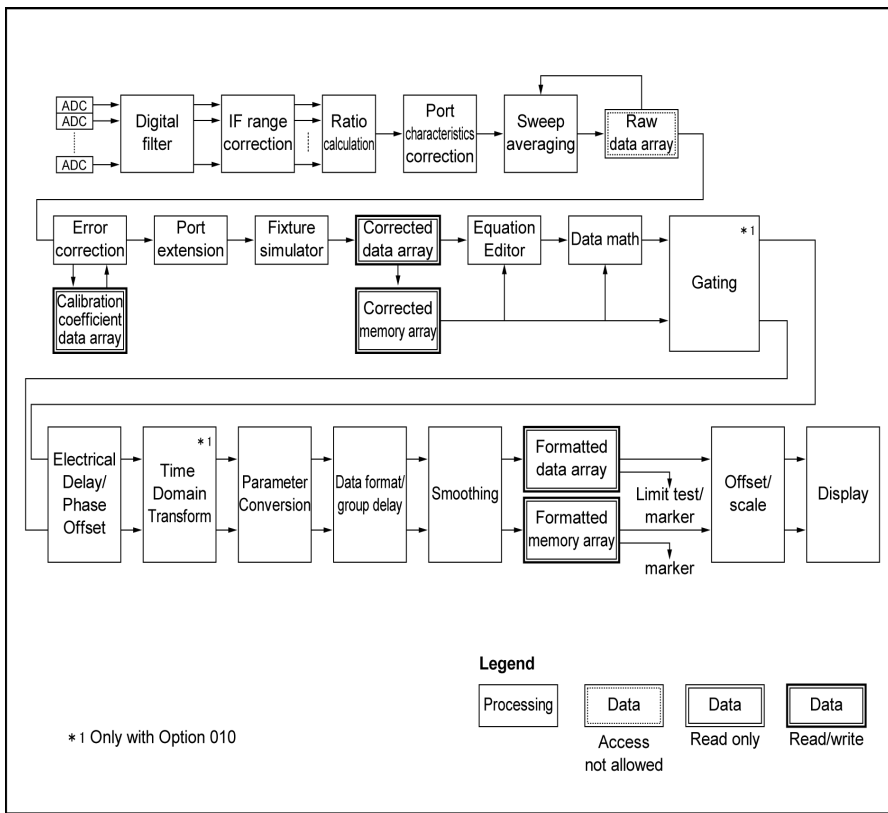 ADC
ADC
ADC
Digital
filter
IF range
correction
Ratio
calculation
Port
characteristics
correction
Sweep
averaging
Raw
data array
Error
correction
Port
extension
Fixture
simulator
Corrected
data array
Equation
Editor
Data math
*1
Gating
Calibration
coefficient
data array
Corrected
memory array
Electrical
Delay/
Phase
Offset
*1
Time
Domain
Transform
Parameter
Conversion
Data format/
group delay
Smoothing
Formatted
data array
Limit test/
marker
Formatted
memory array
marker
Offset/
scale
Display
Legend
Processing
Data
Access
not allowed
Data
Read only
Data
Read/write
*1 Only with Option 010